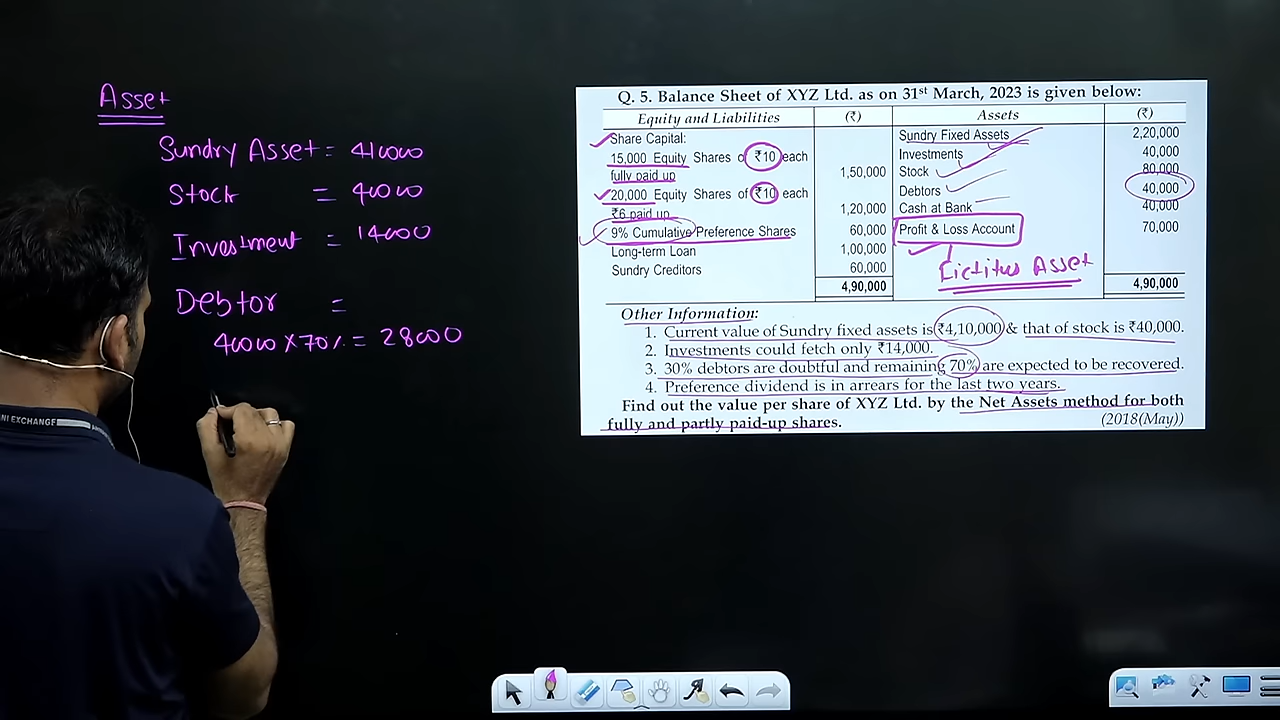 Asset
Sundry Asset = 410000
Stock = 40000
Investment = 14000
Debtor =
40000 X 70% = 28000
NI EXCHANGE
Q. 5. Balance Sheet of XYZ Ltd. as on 31st March, 2023 is given below:
Equity and Liabilities (₹) Assets (₹)
Share Capital: Sundry Fixed Assets 2,20,000
15,000 Equity Shares of ₹10 each Investments 40,000
fully paid up 1,50,000 Stock 80,000
20,000 Equity Shares of ₹10 each Debtors 40,000
₹6 paid up 1,20,000 Cash at Bank 40,000
9% Cumulative Preference Shares 60,000 Profit & Loss Account 70,000
Long-term Loan 1,00,000
Sundry Creditors 60,000
Fictitus Asset
4,90,000 4,90,000
Other Information:
1. Current value of Sundry fixed assets is ₹4,10,000 & that of stock is ₹40,000.
2. Investments could fetch only ₹14,000.
3. 30% debtors are doubtful and remaining 70% are expected to be recovered.
4. Preference dividend is in arrears for the last two years.
Find out the value per share of XYZ Ltd. by the Net Assets method for both
fully and partly paid-up shares. (2018(May))